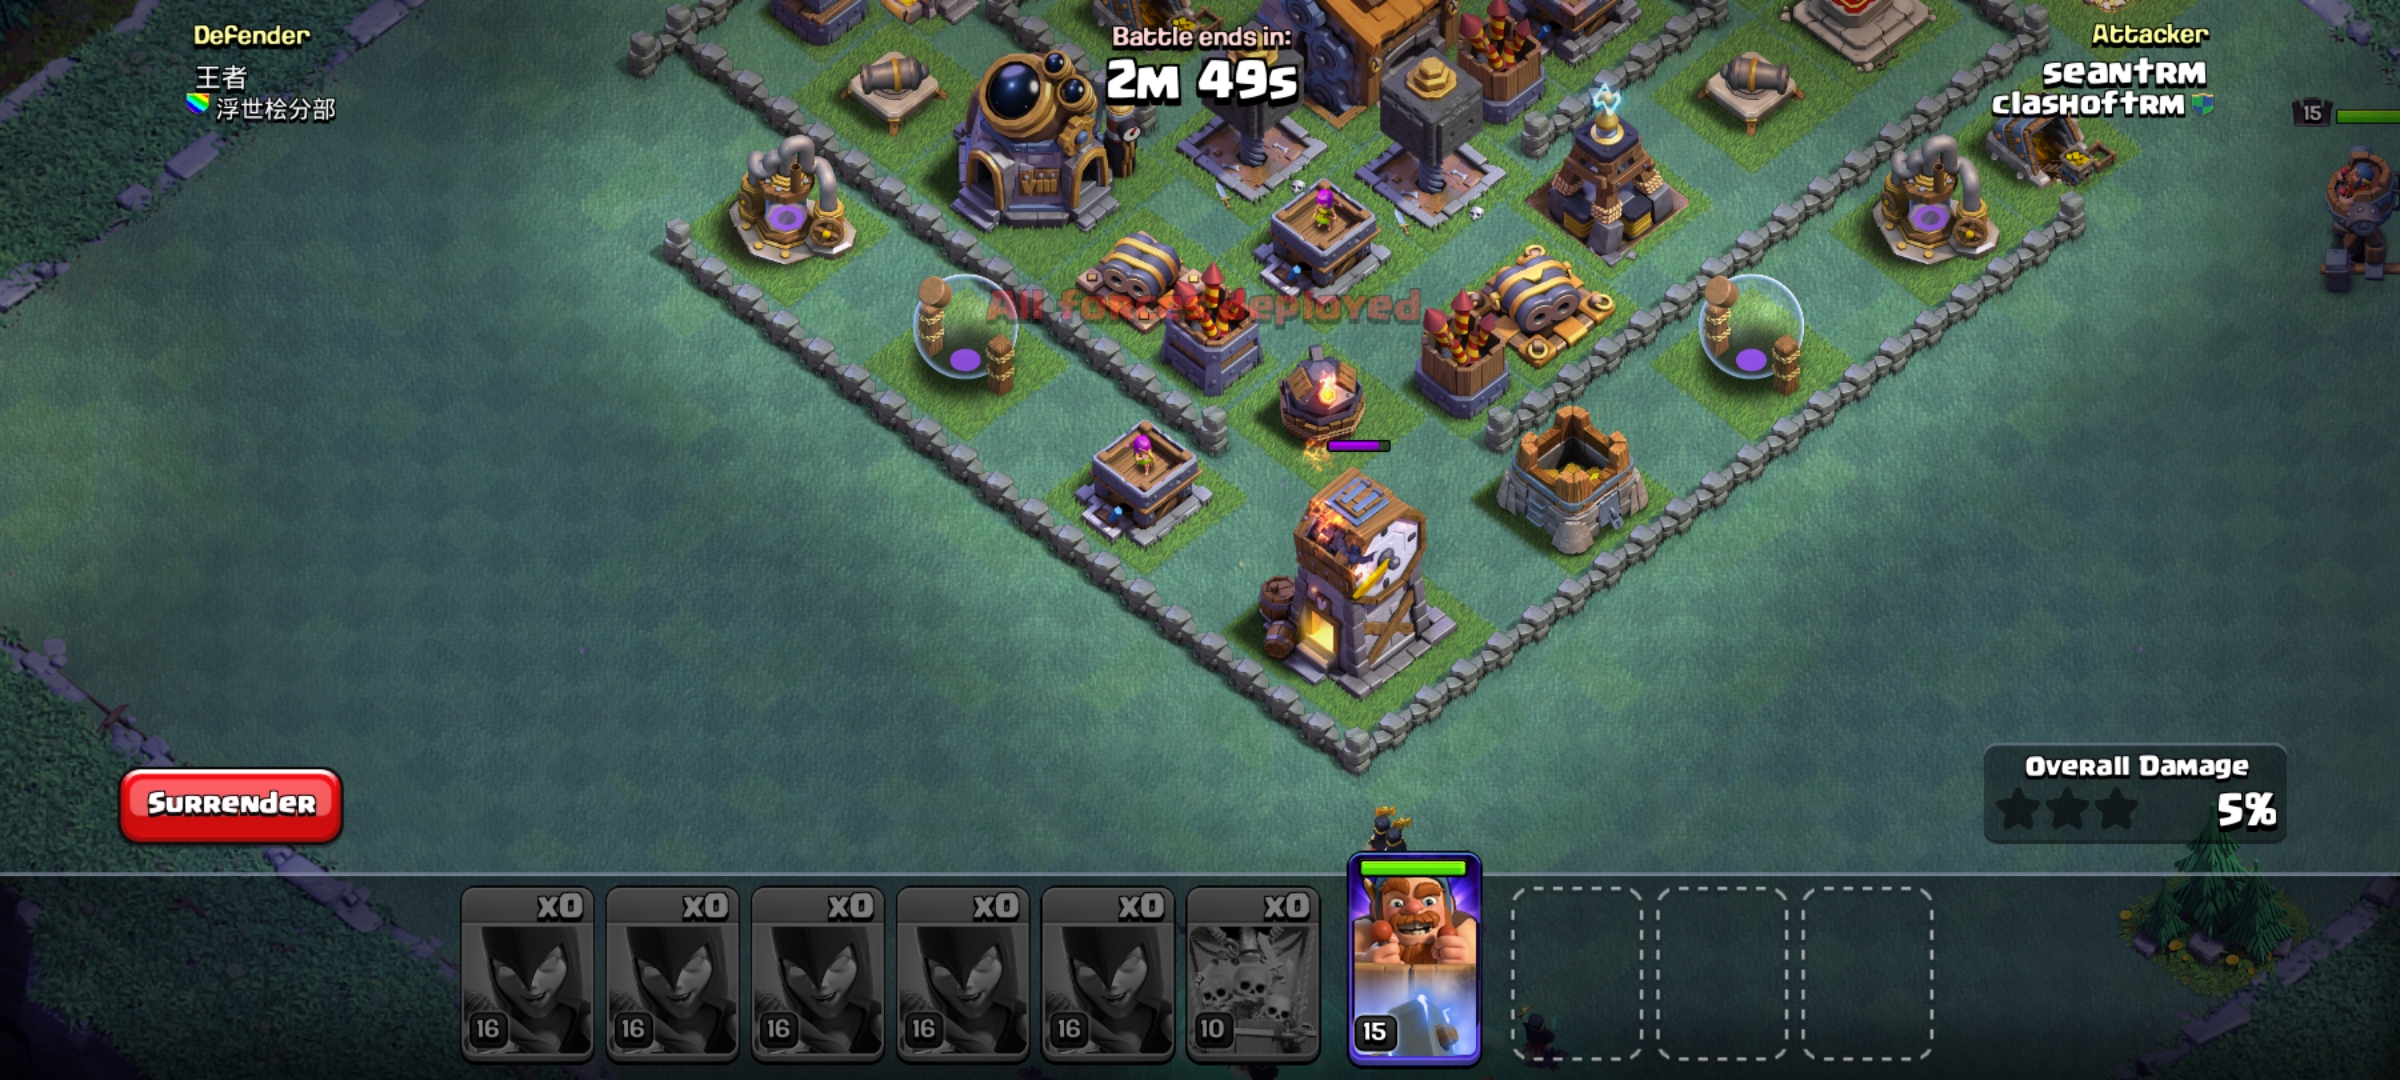 Defender
王者
浮世桧分部
Battle ends in:
2m 49s
Attacker
seantrm
clashoftrm
15
VIII
All forces deployed
V
Surrender
Overall Damage
5%
x0
x0
x0
x0
x0
x0
16
16
16
16
16
10
15